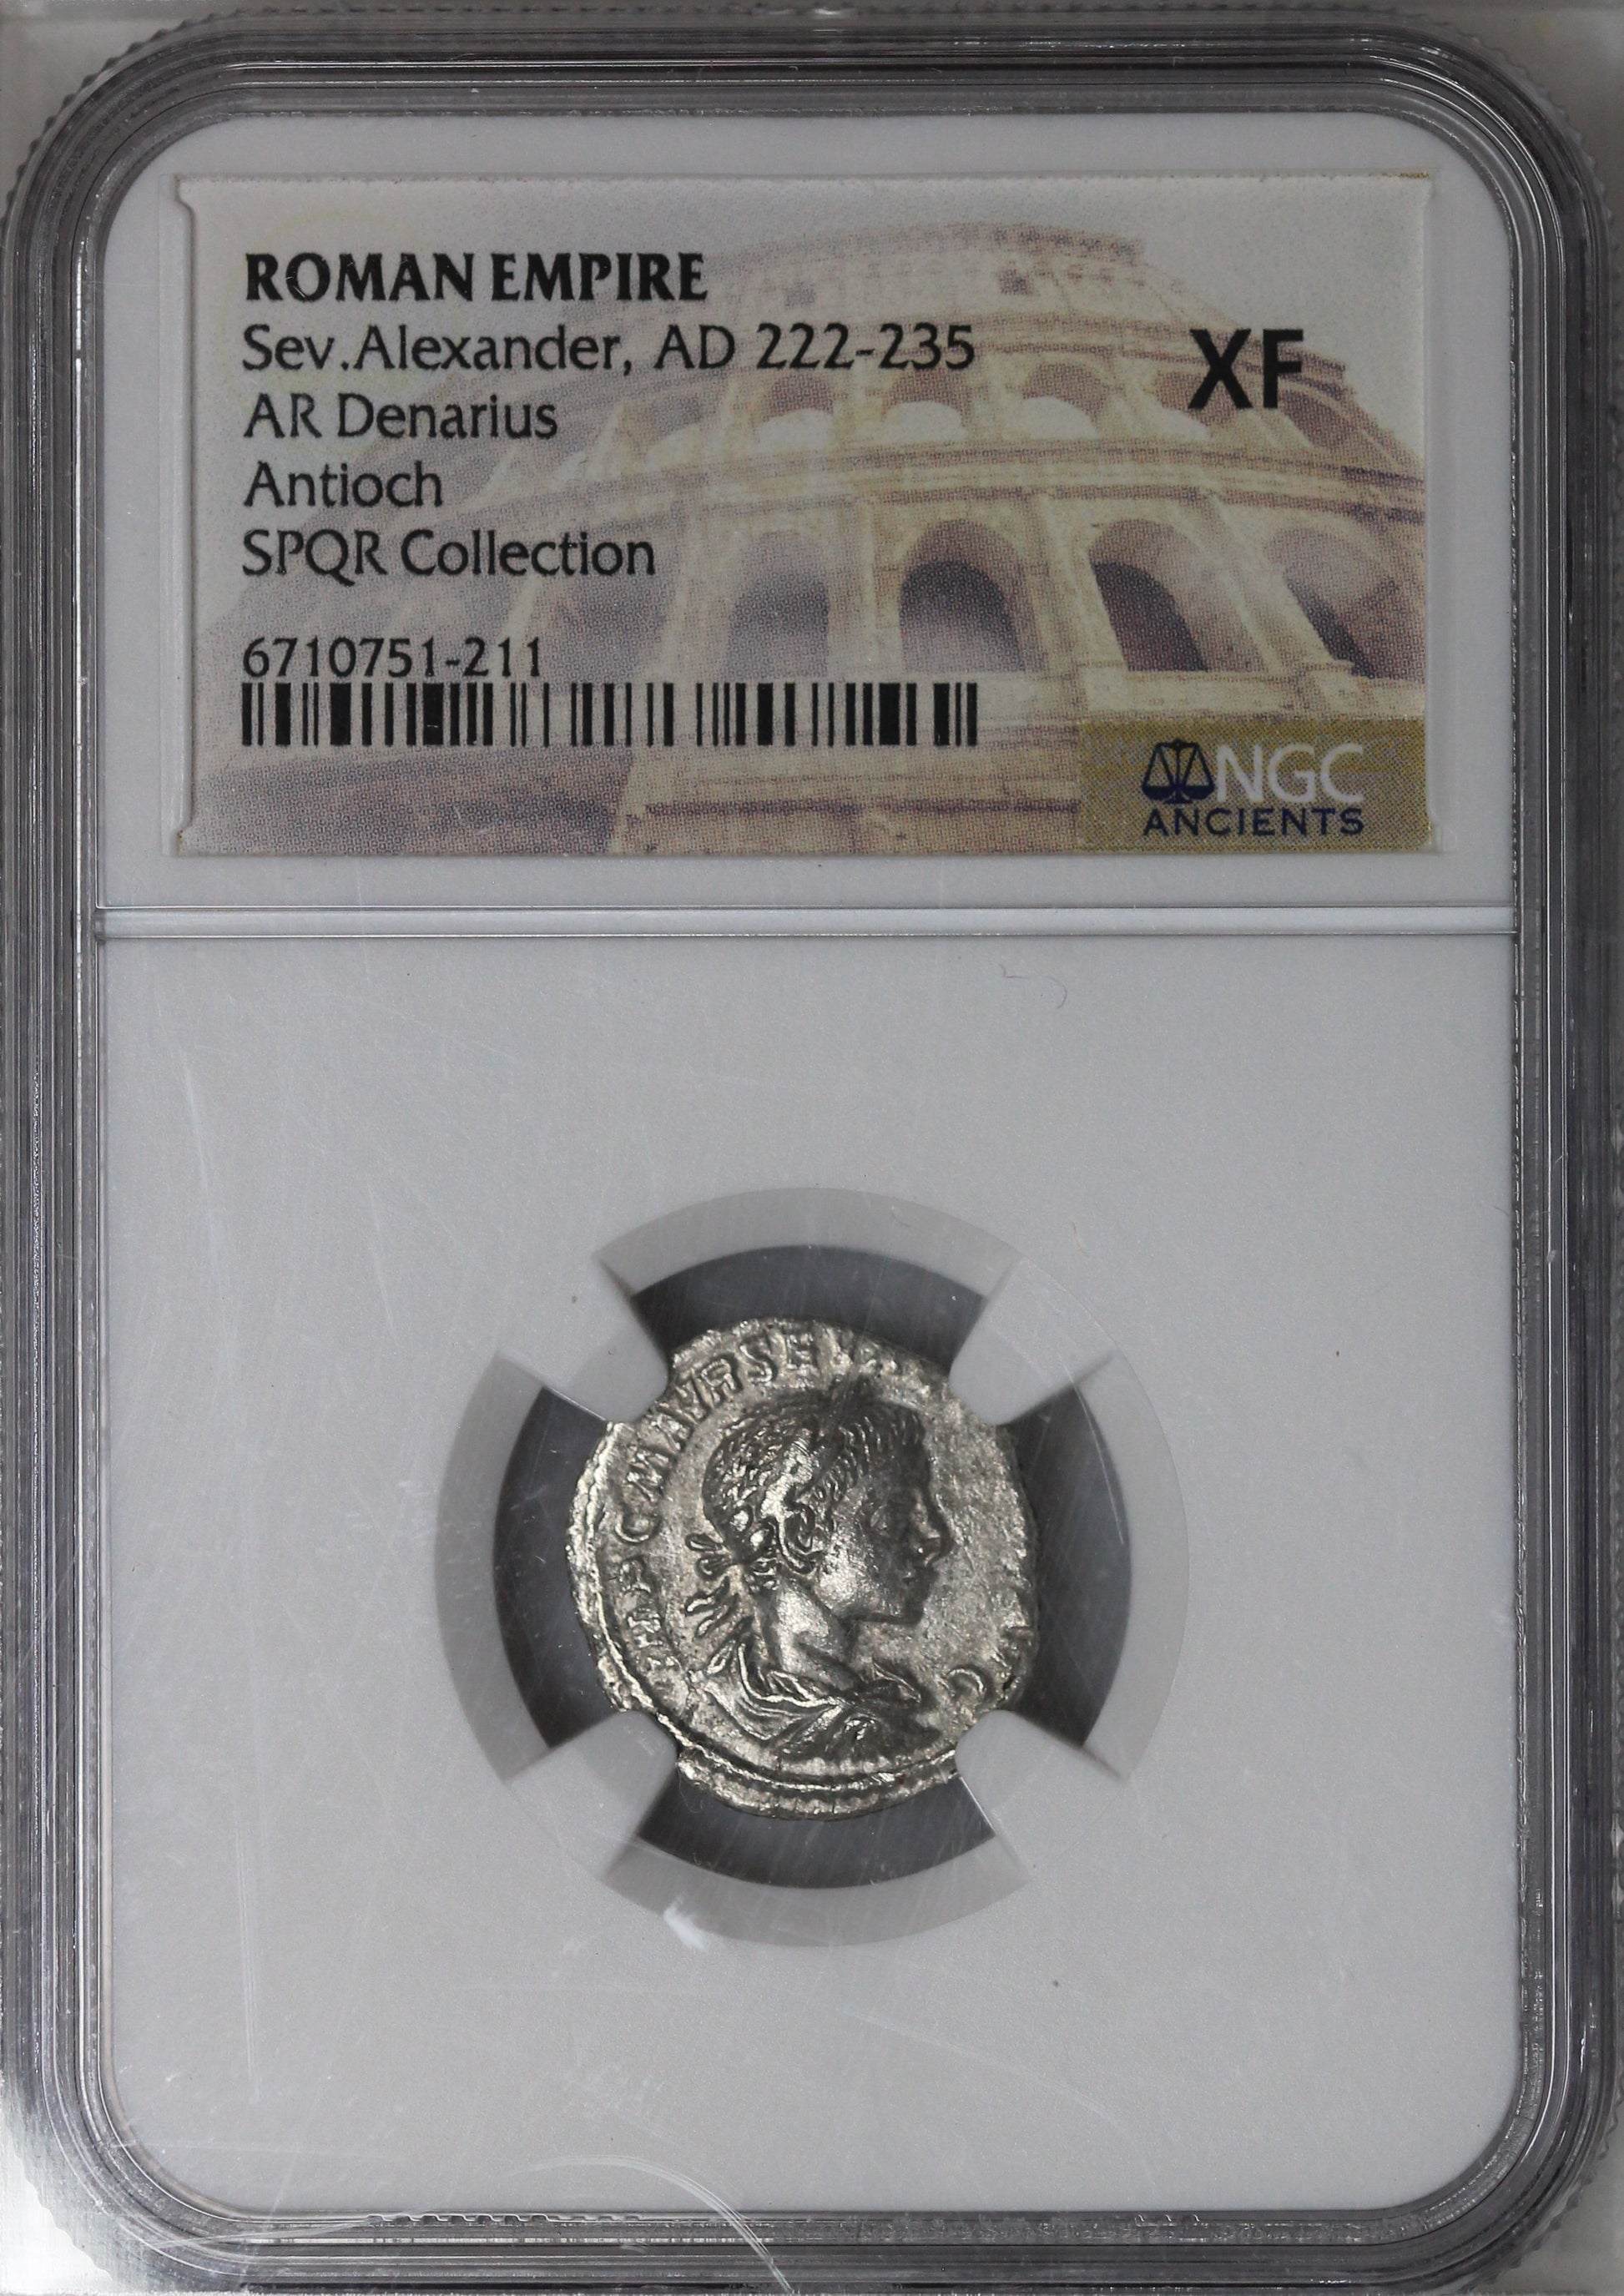 ROMAN EMPIRE
Sev.Alexander, AD 222-235
XF
AR Denarius
Antioch
SPQR Collection
6710751-211
NGC
ANCIENTS